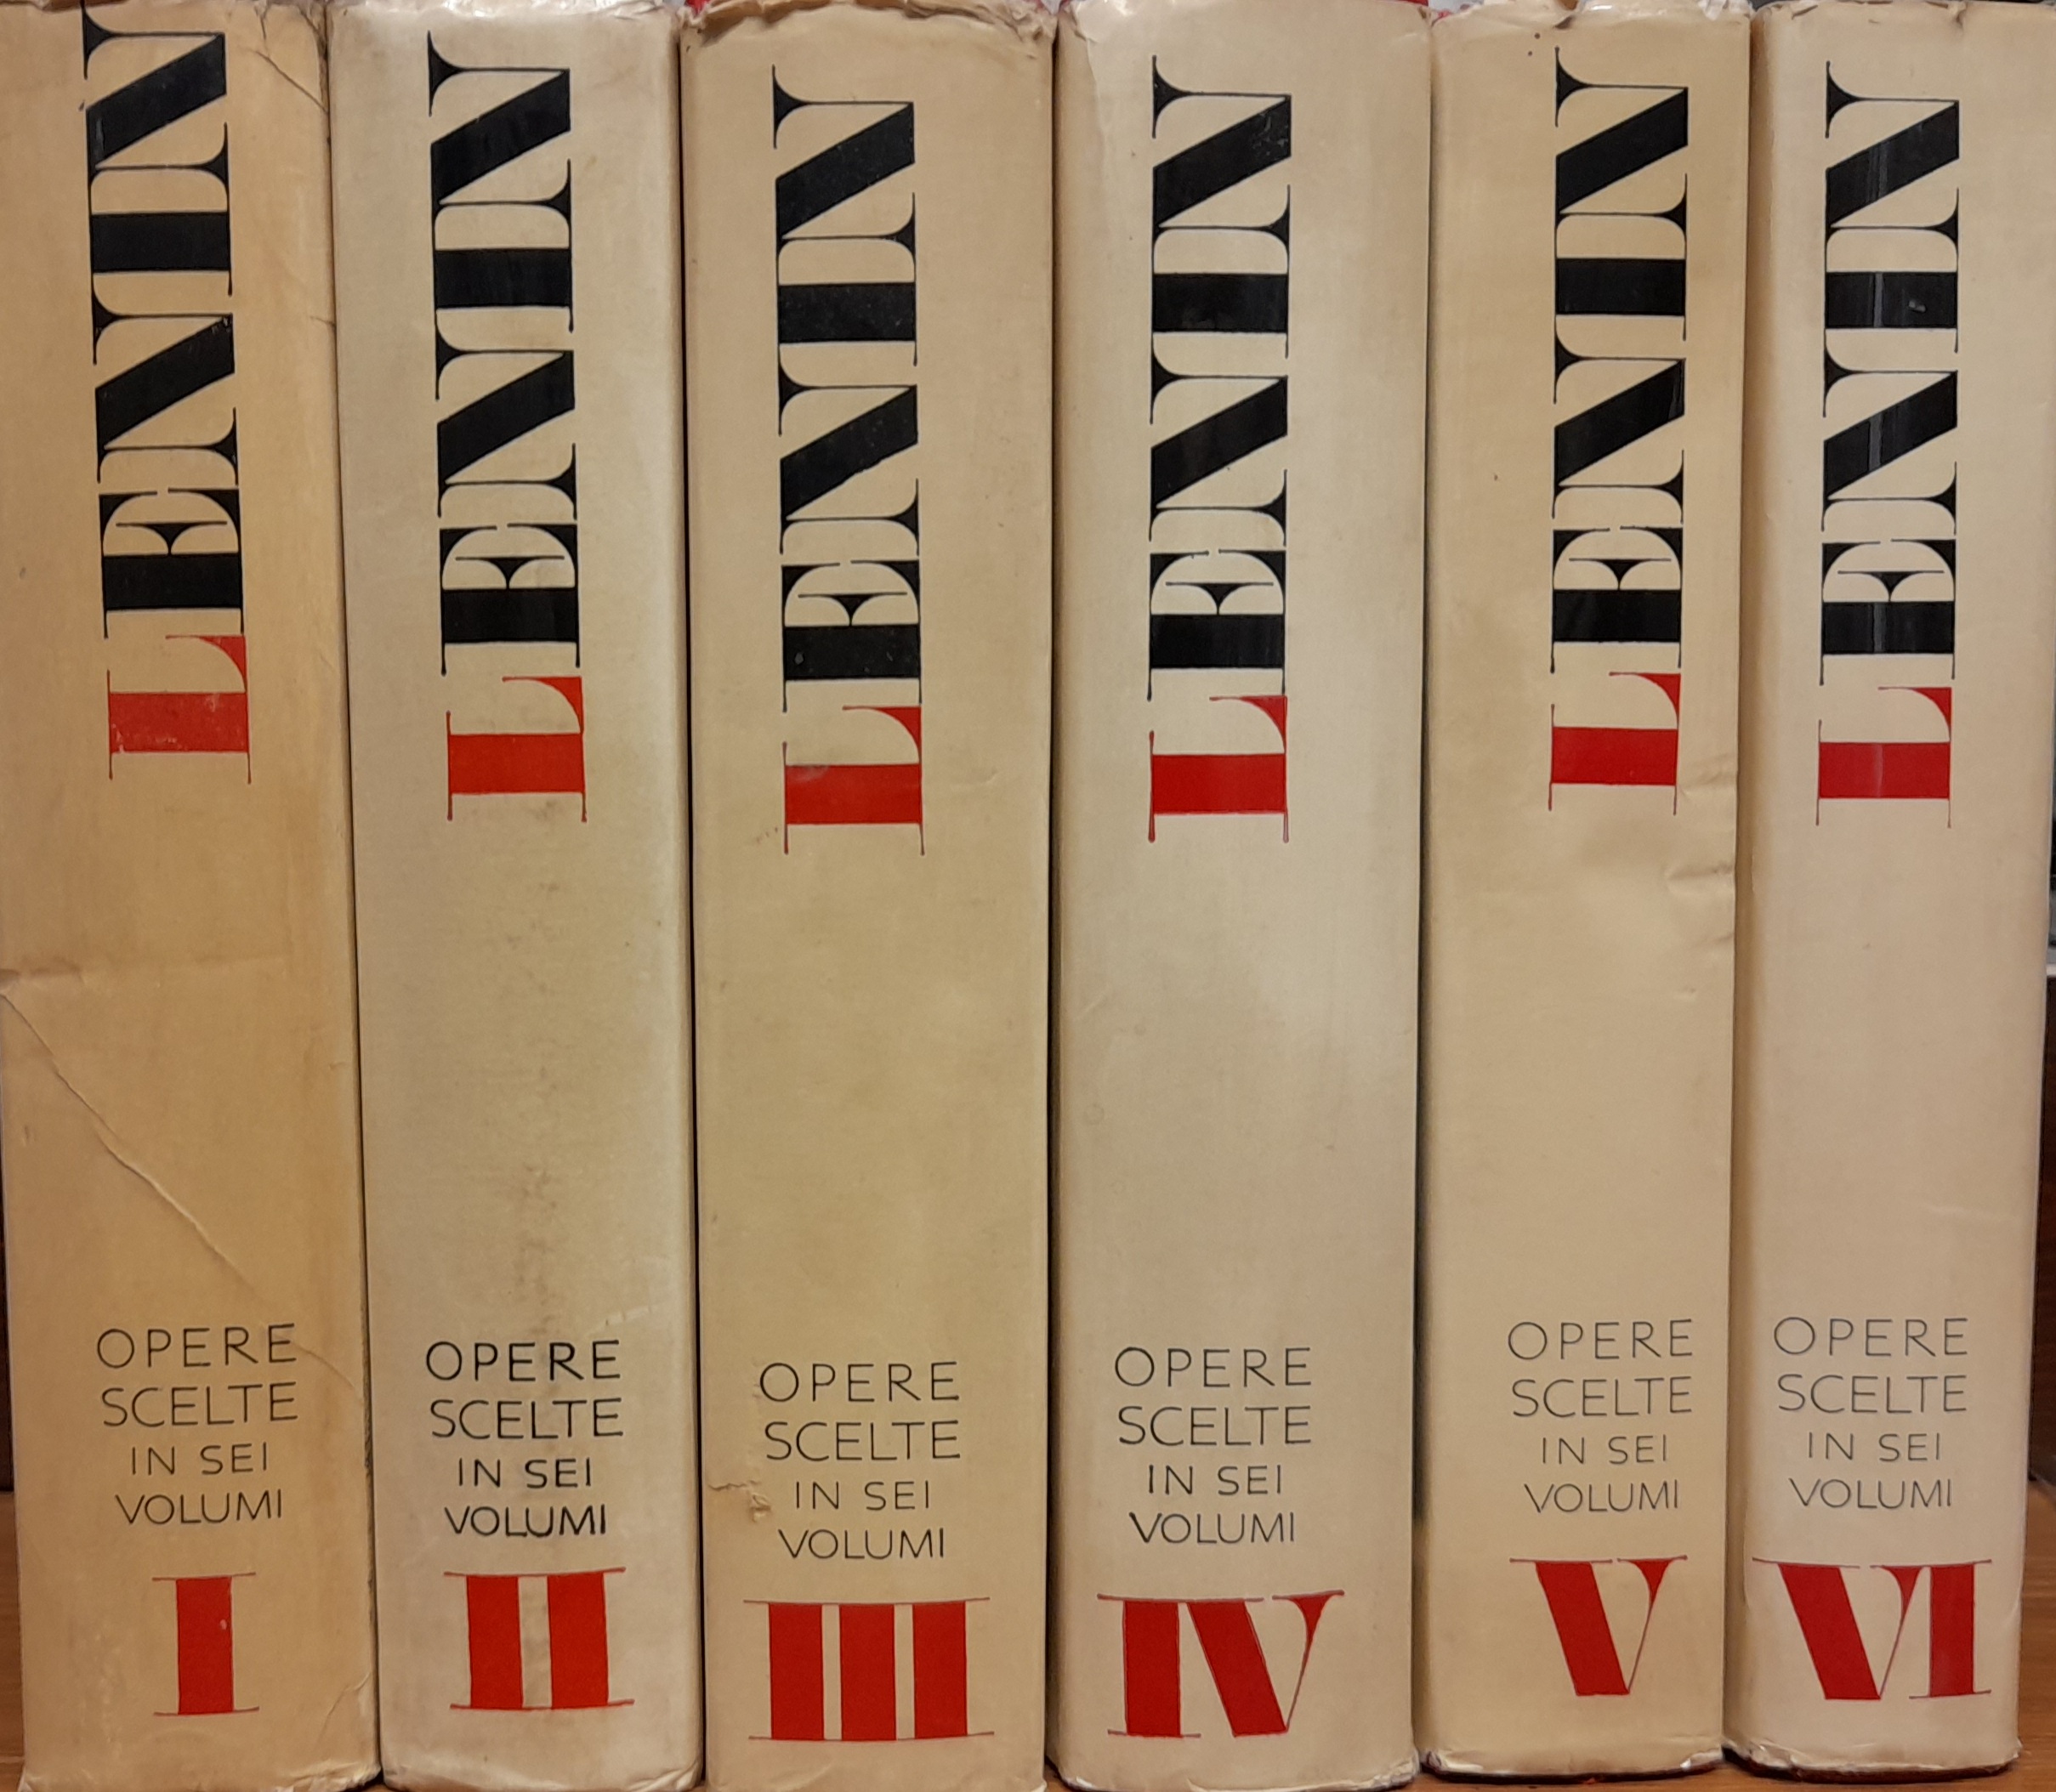 LENIN
OPERE
SCELTE
IN SEI
VOLUMI
I
LENIN
OPERE
SCELTE
IN SEI
VOLUMI
II
LENIN
OPERE
SCELTE
IN SEI
VOLUMI
III
LENIN
OPERE
SCELTE
IN SEI
VOLUMI
IV
LENIN
OPERE
SCELTE
IN SEI
VOLUMI
V
LENIN
OPERE
SCELTE
IN SEI
VOLUMI
VI